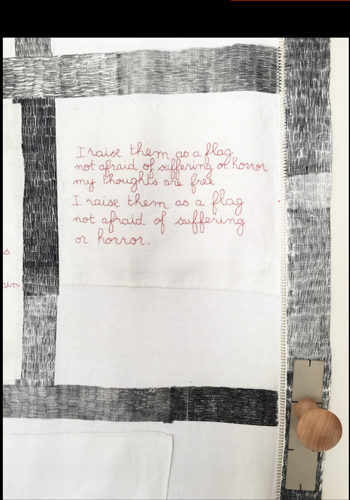 I raise them as a flag
not afraid of suffering or horror
my thoughts are free
I raise them as a flag
not afraid of suffering
or horror.
s